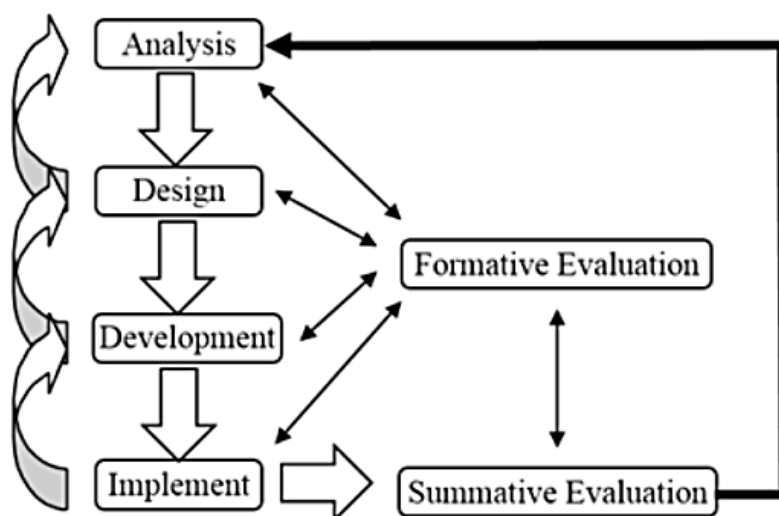 Analysis
Design
Formative Evaluation
Development
Implement
Summative Evaluation